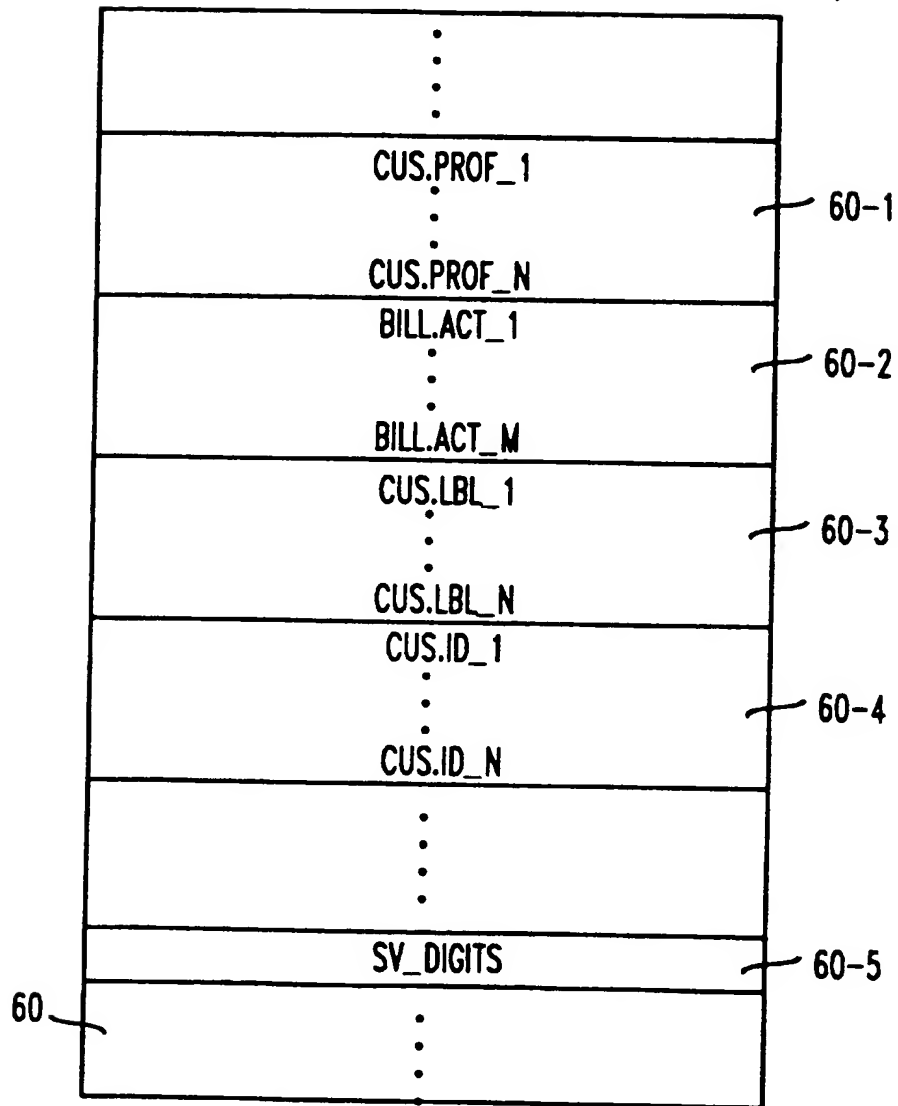 CUS.PROF_1
60-1
CUS.PROF_N
BILL.ACT_1
60-2
BILL.ACT_M
CUS.LBL_1
60-3
CUS.LBL_N
CUS.ID_1
60-4
CUS.ID_N
SV_DIGITS
60-5
60